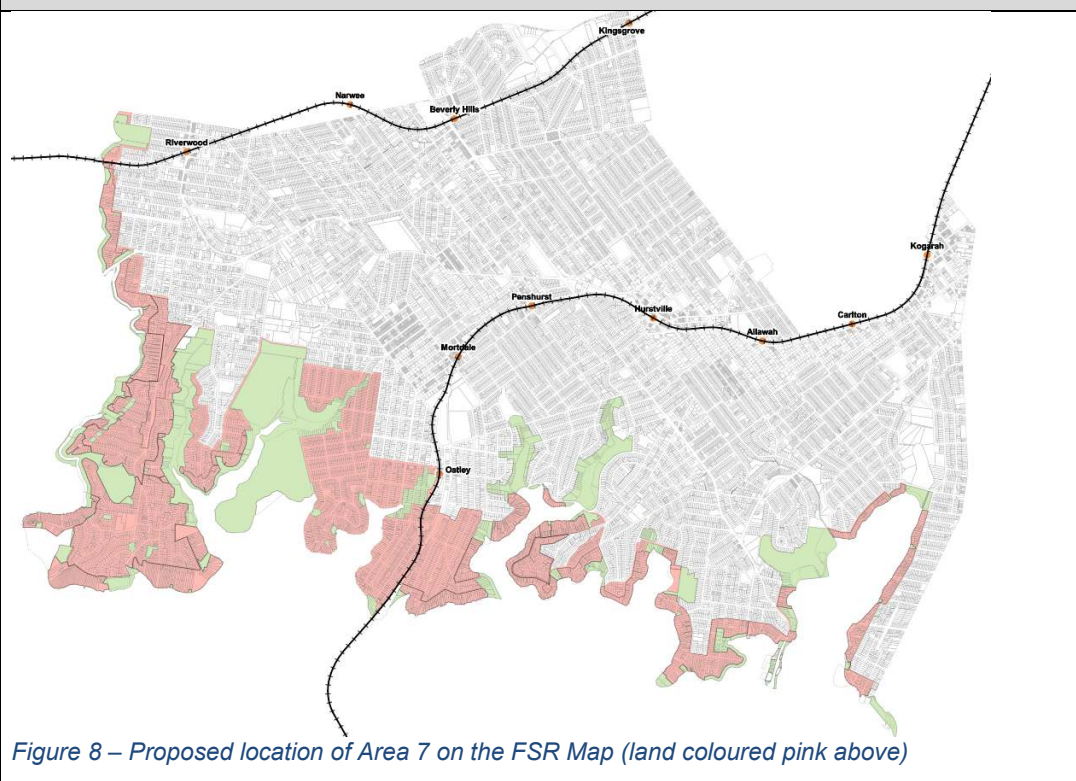 Kingsgrove
Narwee
Beverly Hills
Riverwood
Kogarah
Penshurst
Hurstville
Carlton
Allawah
Mortdale
Oatley
Figure 8 – Proposed location of Area 7 on the FSR Map (land coloured pink above)